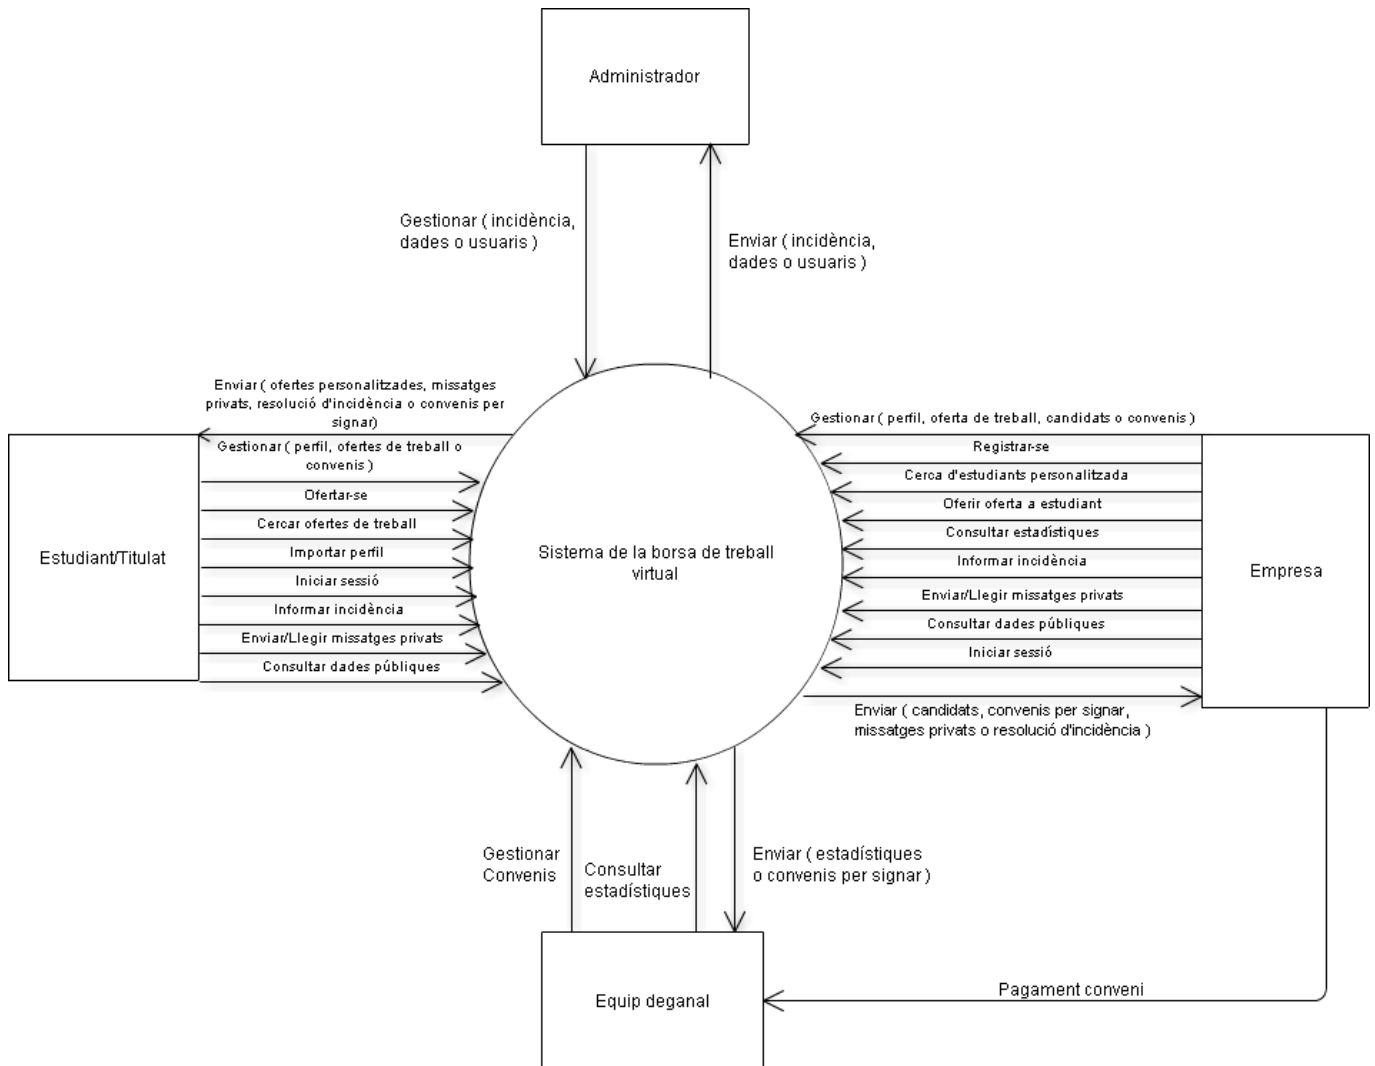 Administrador
Gestionar ( incidència,
dades o usuaris )
Enviar ( incidència,
dades o usuaris )
Enviar ( ofertes personalitzades, missatges
privats, resolució d'incidència o convenis per
signar)
Gestionar ( perfil, ofertes de treball o
convenis )
Ofertar-se
Cercar ofertes de treball
Importar perfil
Iniciar sessió
Informar incidència
Enviar/Llegir missatges privats
Consultar dades públiques
Estudiant/Titulat
Sistema de la borsa de treball
virtual
Gestionar ( perfil, oferta de treball, candidats o convenis )
Registrar-se
Cerca d'estudiants personalitzada
Oferir oferta a estudiant
Consultar estadístiques
Informar incidència
Enviar/Llegir missatges privats
Consultar dades públiques
Iniciar sessió
Enviar ( candidats, convenis per signar,
missatges privats o resolució d'incidència )
Empresa
Gestionar
Convenis
Consultar
estadístiques
Enviar ( estadístiques
o convenis per signar )
Equip deganal
Pagament conveni